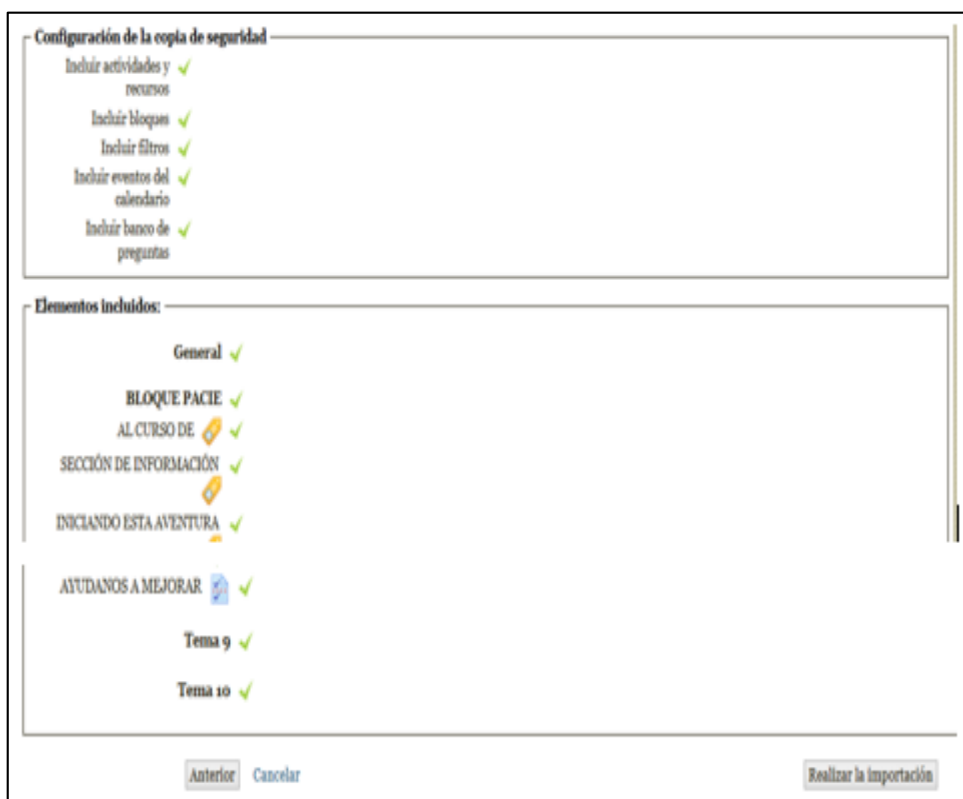 Configuración de la copia de seguridad
Incluir actividades y
recursos
Incluir bloques
Incluir filtros
Incluir eventos del
calendario
Incluir banco de
preguntas
Elementos incluidos:
General
BLOQUE PACIE
AL CURSO DE
SECCIÓN DE INFORMACIÓN
INICIANDO ESTA AVENTURA
AYUDANOS A MEJORAR
Tema 9
Tema 10
Anterior Cancelar Realizar la importación